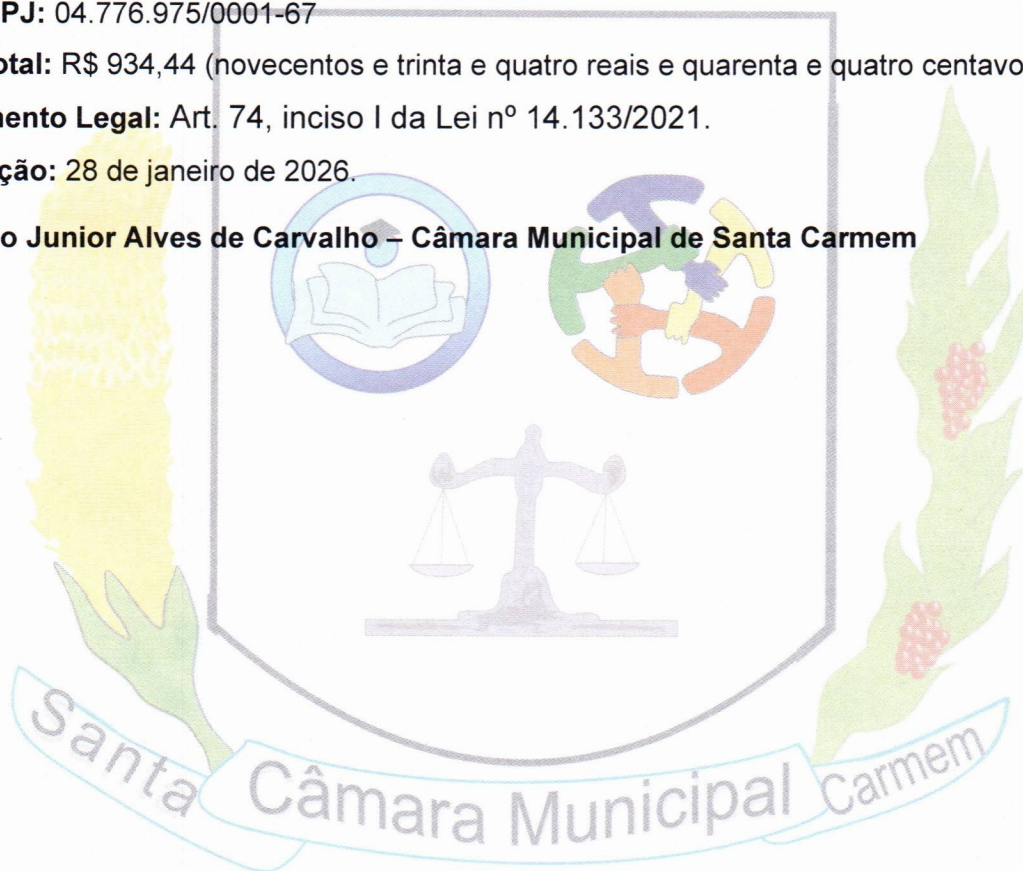 PJ: 04.776.975/0001-67
otal: R$ 934,44 (novecentos e trinta e quatro reais e quarenta e quatro centavo
mento Legal: Art. 74, inciso I da Lei nº 14.133/2021.
ção: 28 de janeiro de 2026.
o Junior Alves de Carvalho – Câmara Municipal de Santa Carmem
Santa Câmara Municipal Carmem